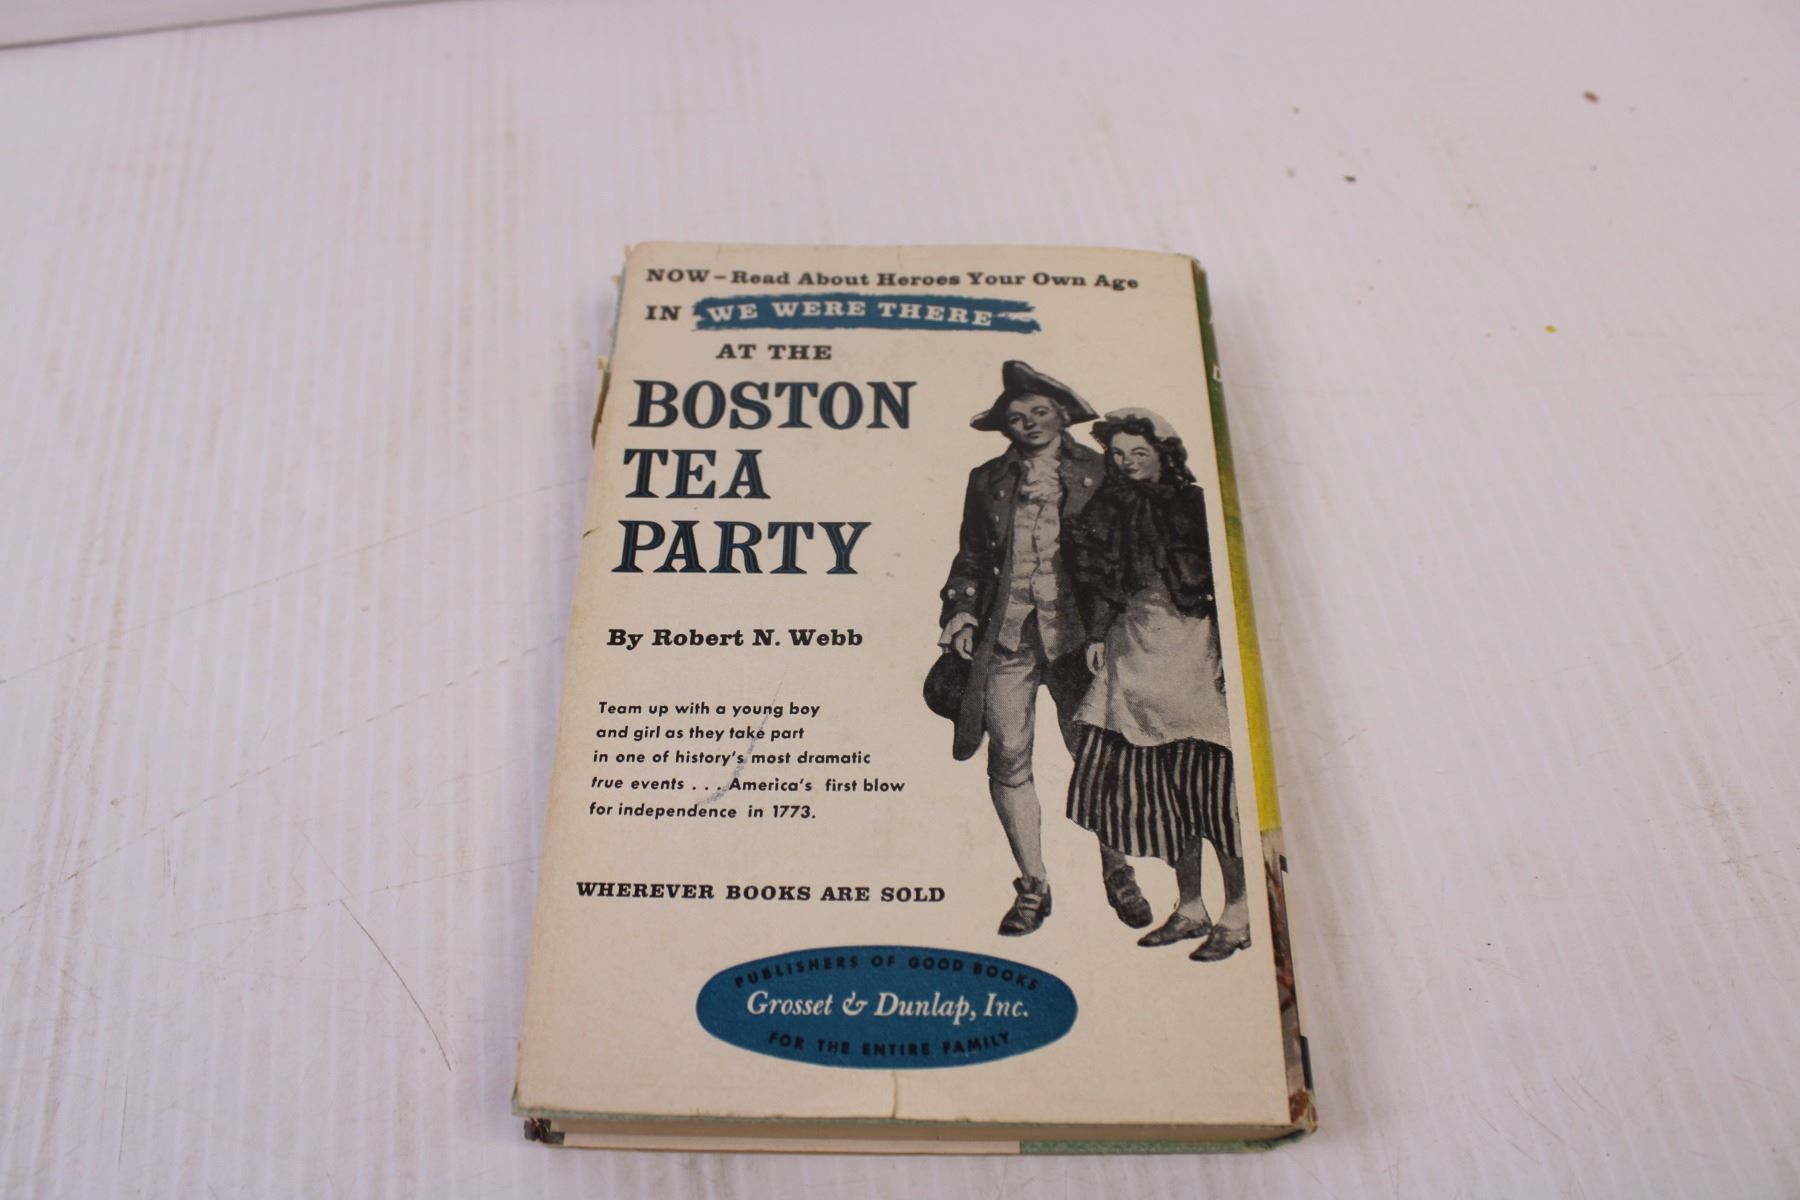 NOW – Read About Heroes Your Own Age
IN WE WERE THERE
AT THE
BOSTON
TEA
PARTY
By Robert N. Webb
Team up with a young boy
and girl as they take part
in one of history's most dramatic
true events . . . America's first blow
for independence in 1773.
WHEREVER BOOKS ARE SOLD
PUBLISHERS OF GOOD BOOKS
Grosset & Dunlap, Inc.
FOR THE ENTIRE FAMILY